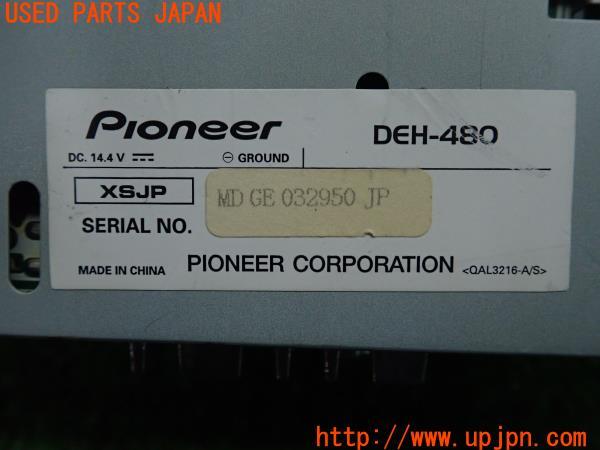 USED PARTS JAPAN
Pioneer DEH-480
DC. 14.4 V ⊖ GROUND
XSJP
SERIAL NO. MD GE 032950 JP
MADE IN CHINA PIONEER CORPORATION <QAL3216-A/S>
http://www.upjpn.com/